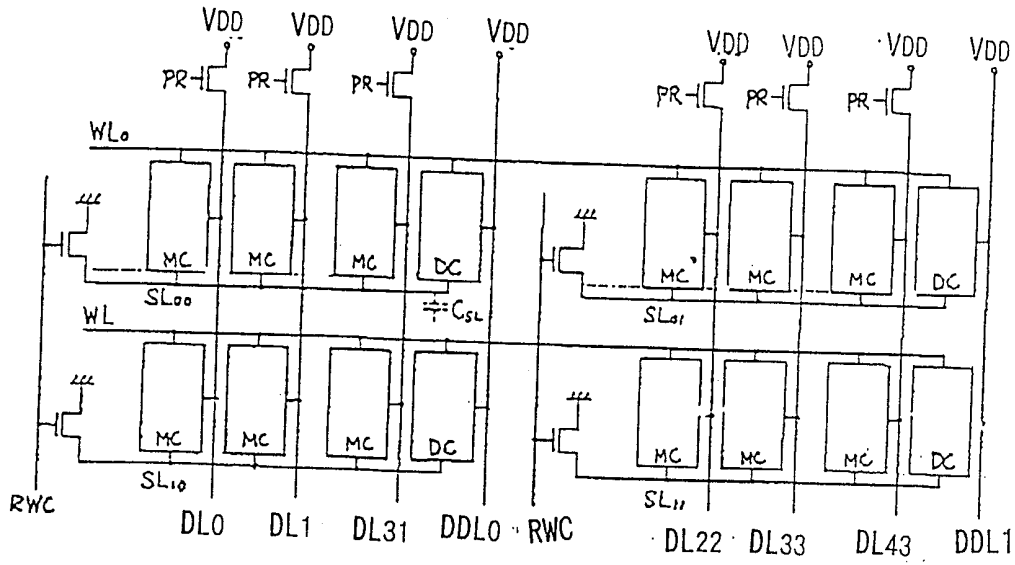 VDD VDD VDD VDD VDD VDD VDD VDD
PR PR PR PR PR PR
WL0
MC MC MC DC MC MC MC DC
SL00 CSL SL01
WL
MC MC MC DC MC MC MC DC
SL10 SL11
RWC DL0 DL1 DL31 DDL0 RWC DL22 DL33 DL43 DDL1